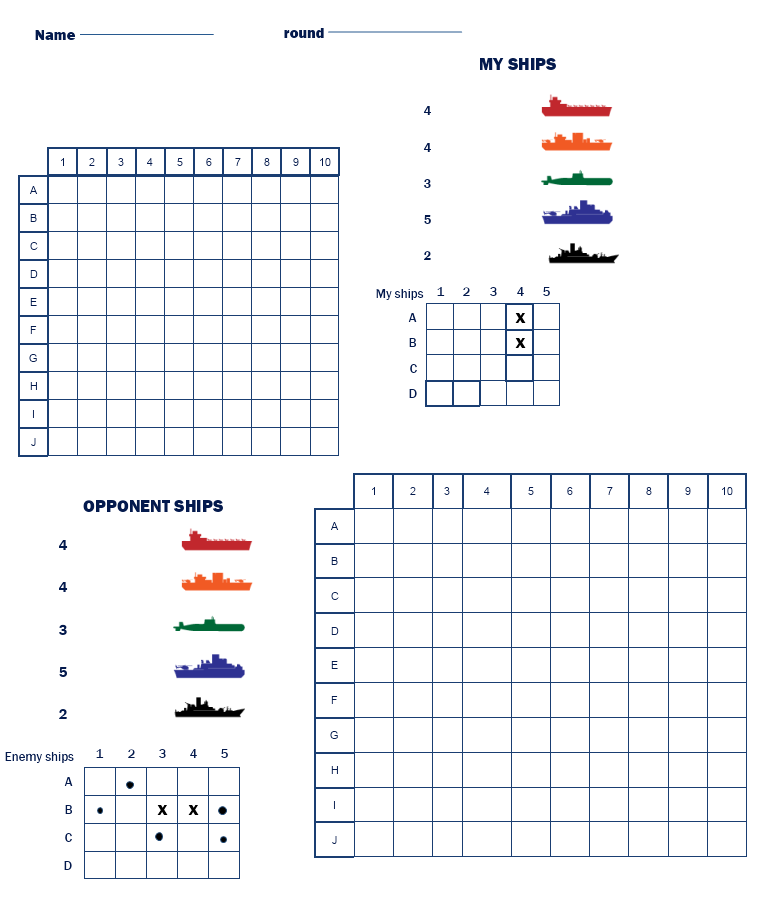 Name
round
MY SHIPS
4
4
3
5
2
1 2 3 4 5 6 7 8 9 10
A
B
C
D
E
F
G
H
I
J
My ships 1 2 3 4 5
A X
B X
C
D
OPPONENT SHIPS
4
4
3
5
2
1 2 3 4 5 6 7 8 9 10
A
B
C
D
E
F
G
H
I
J
Enemy ships 1 2 3 4 5
A
B X X
C
D